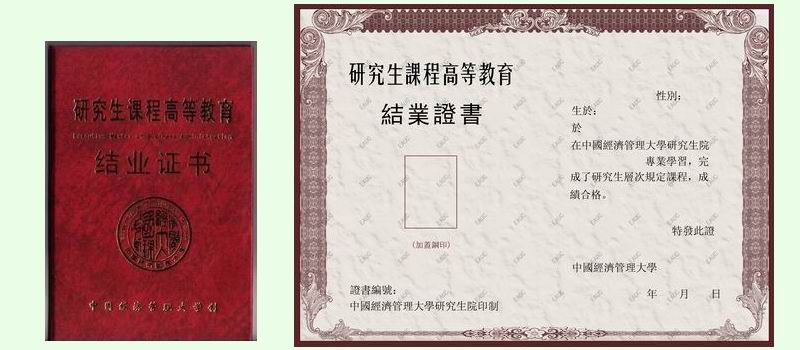 研究生课程高等教育
结业证书
研究生課程高等教育
結業證書
(加蓋鋼印)
證書編號：
中國經濟管理大學研究生院印制
性別：
生於：
於
在中國經濟管理大學研究生院
專業學習，完
成了研究生層次規定課程，成
績合格。
特發此證
中國經濟管理大學
年 月 日